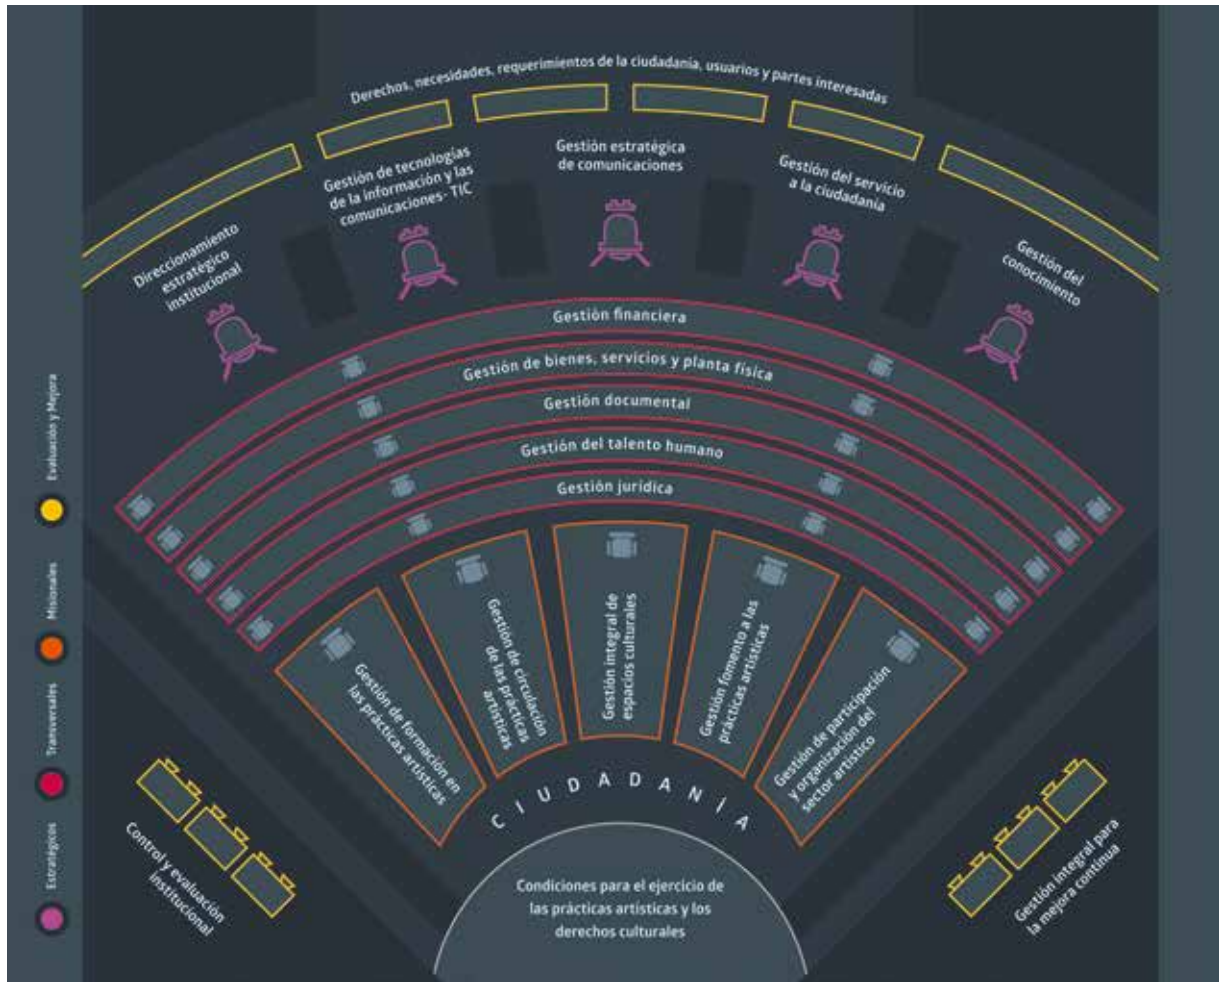 Derechos, necesidades, requerimientos de la ciudadanía, usuarios y partes interesadas
Direccionamiento
estratégico
institucional
Gestión de tecnologías
de la información y las
comunicaciones- TIC
Gestión estratégica
de comunicaciones
Gestión del servicio
a la ciudadanía
Gestión del
conocimiento
Gestión financiera
Gestión de bienes, servicios y planta física
Gestión documental
Gestión del talento humano
Gestión jurídica
Gestión de formación en
las prácticas artísticas
Gestión de circulación
de las prácticas
artísticas
Gestión integral de
espacios culturales
Gestión fomento a las
prácticas artísticas
Gestión de participación
y organización del
sector artístico
CIUDADANÍA
Condiciones para el ejercicio de
las prácticas artísticas y los
derechos culturales
Control y evaluación
institucional
Gestión integral para
la mejora continua
Evaluación y Mejora
Misionales
Transversales
Estratégicos